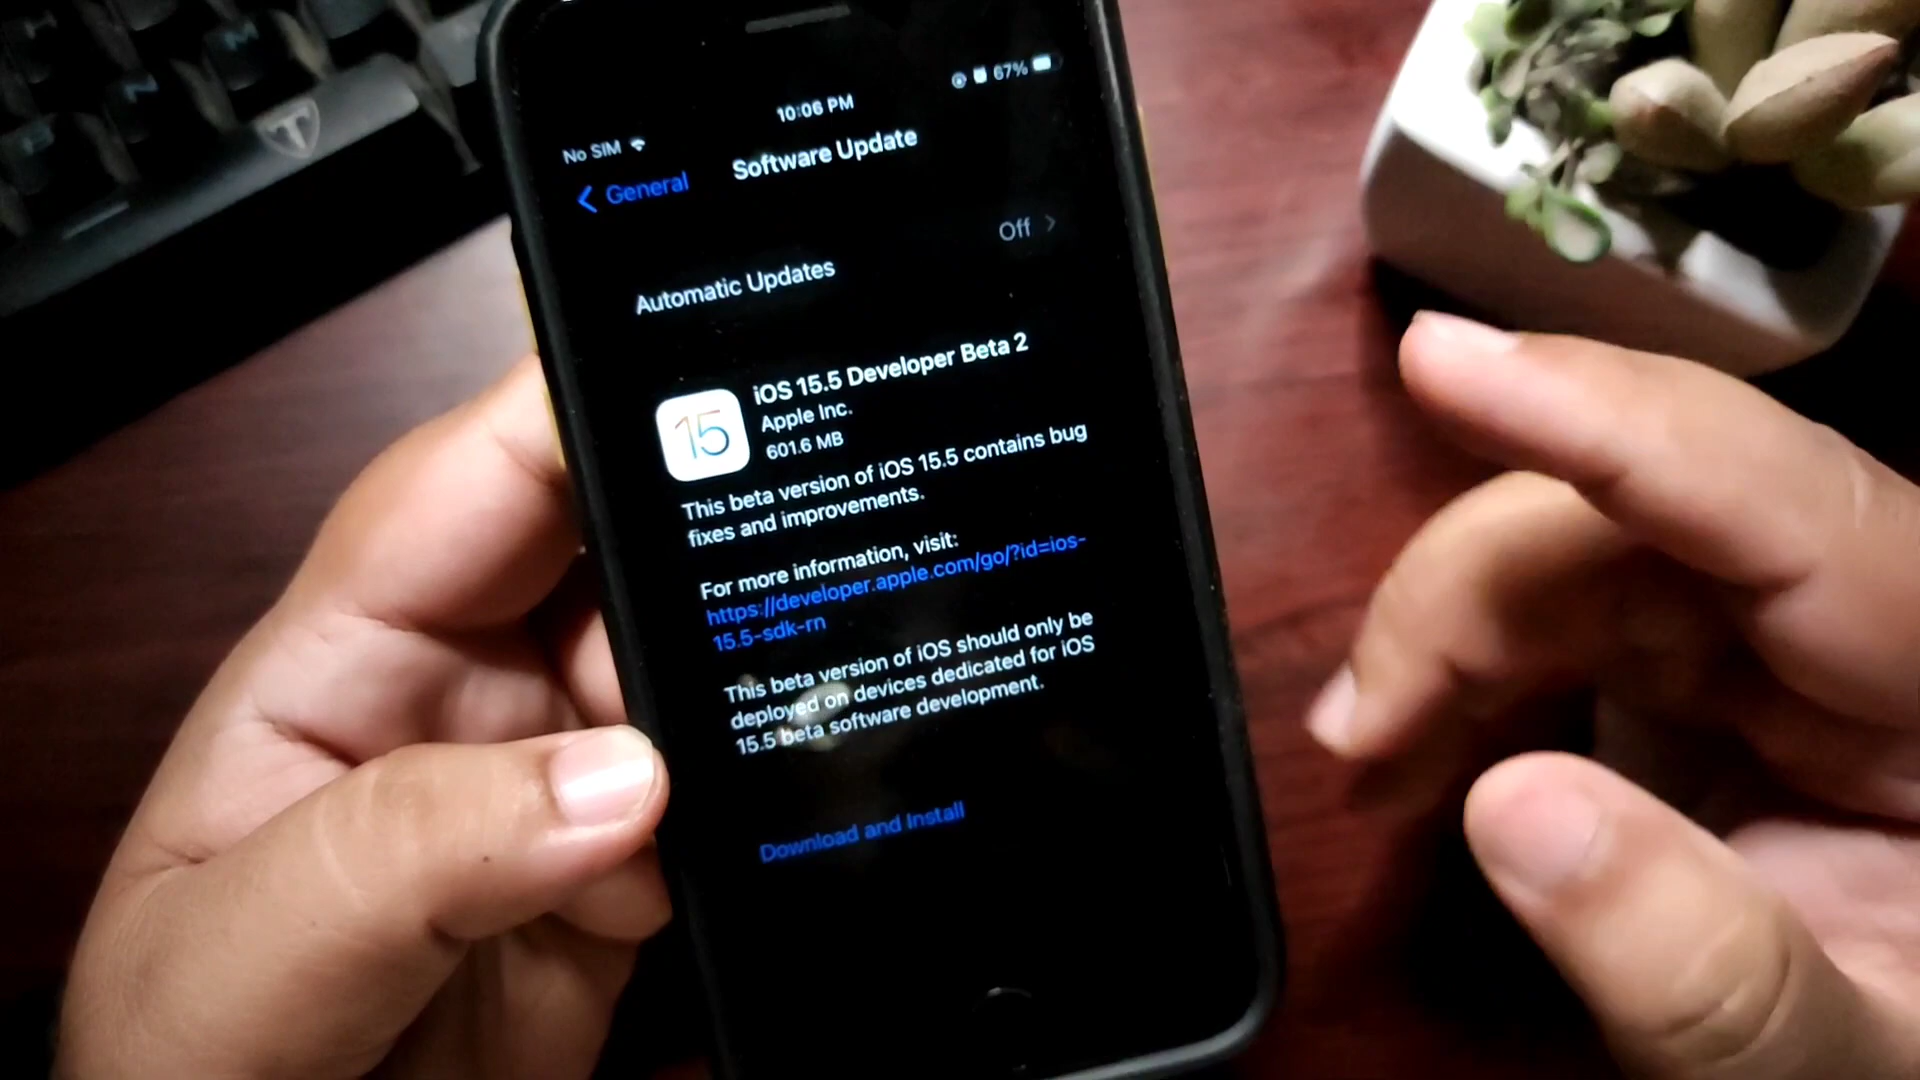 10:06 PM
67%
No SIM
General
Software Update
Automatic Updates
Off
15
iOS 15.5 Developer Beta 2
Apple Inc.
601.6 MB
This beta version of iOS 15.5 contains bug
fixes and improvements.
For more information, visit:
https://developer.apple.com/go/?id=ios-
15.5-sdk-rn
This beta version of iOS should only be
deployed on devices dedicated for iOS
15.5 beta software development.
Download and Install